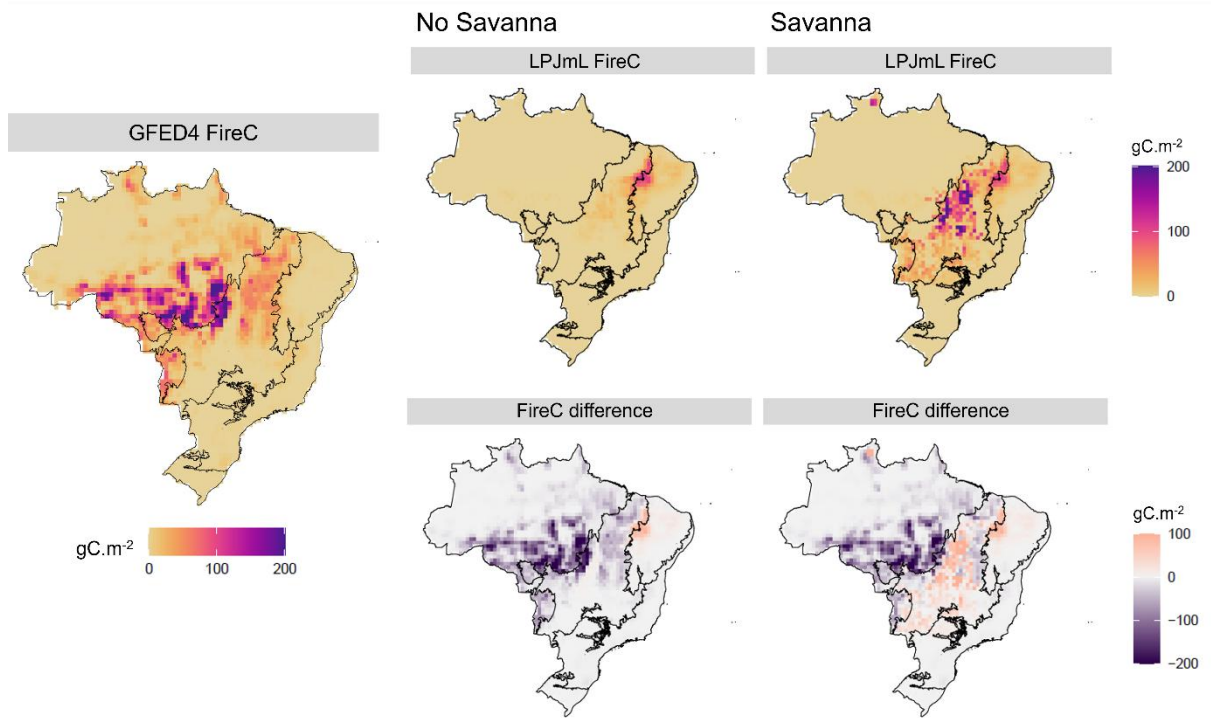 No Savanna
Savanna
LPJmL FireC
LPJmL FireC
GFED4 FireC
gC.m⁻²
200
100
0
FireC difference
FireC difference
gC.m⁻²
0 100 200
gC.m⁻²
100
0
−100
−200